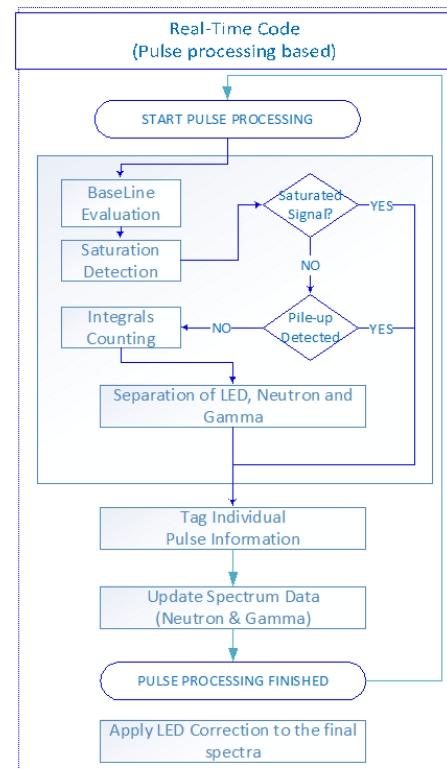 Real-Time Code
(Pulse processing based)
START PULSE PROCESSING
BaseLine
Evaluation
Saturated
Signal?
YES
Saturation
Detection
NO
Integrals
Counting
NO
Pile-up
Detected
YES
Separation of LED, Neutron and
Gamma
Tag Individual
Pulse Information
Update Spectrum Data
(Neutron & Gamma)
PULSE PROCESSING FINISHED
Apply LED Correction to the final
spectra